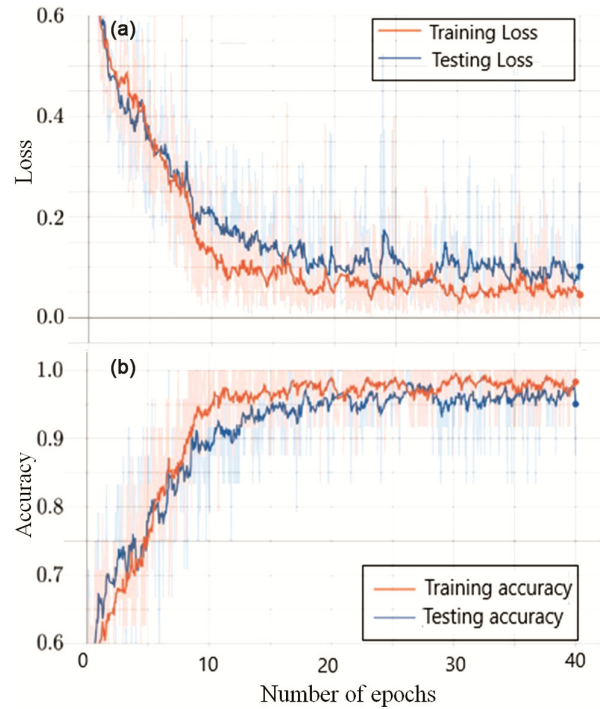 0.6
(a)
Training Loss
Testing Loss
0.4
Loss
0.2
0.0
1.0
(b)
0.9
Accuracy
0.8
0.7
Training accuracy
Testing accuracy
0.6
0
10
20
30
40
Number of epochs